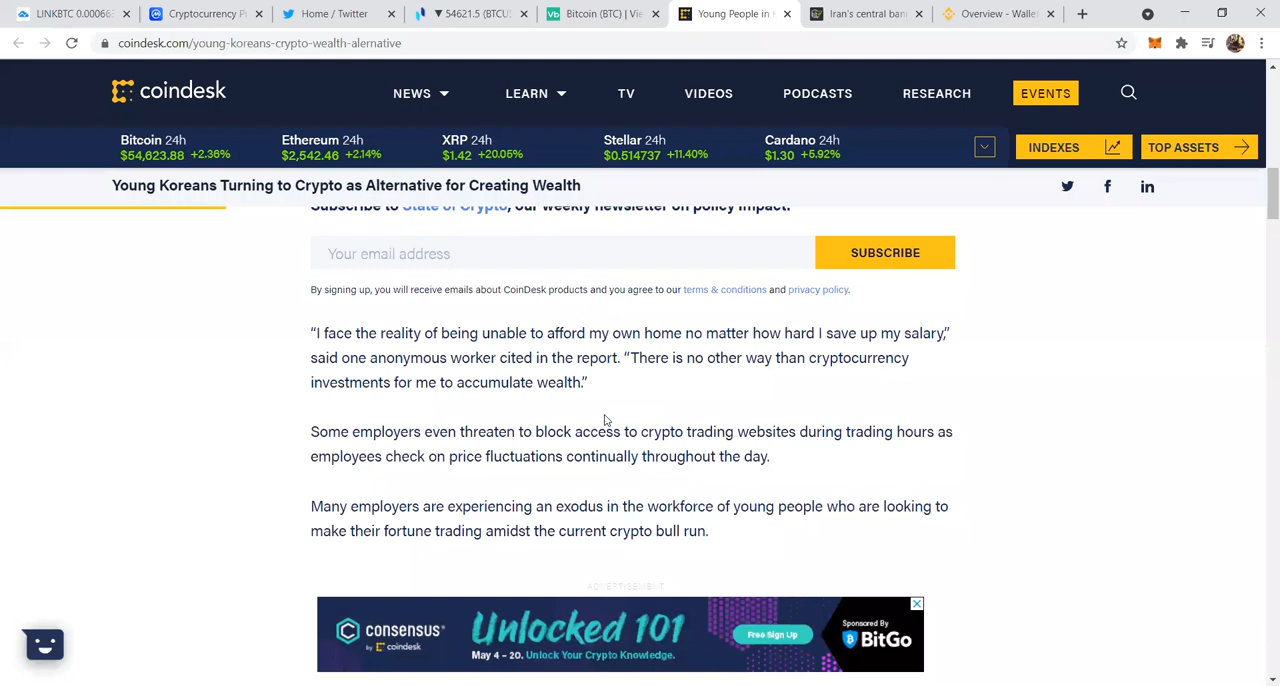 LINKBTC 0.00066
Cryptocurrency P
Home / Twitter
▼ 54621.5 (BTCUS
Bitcoin (BTC) | Vie
Young People in
Iran's central ban
Overview - Walle
coindesk.com/young-koreans-crypto-wealth-alernative
coindesk
NEWS
LEARN
TV
VIDEOS
PODCASTS
RESEARCH
EVENTS
Bitcoin 24h
$54,623.88 +2.36%
Ethereum 24h
$2,542.46 +2.14%
XRP 24h
$1.42 +20.05%
Stellar 24h
$0.514737 +11.40%
Cardano 24h
$1.30 +5.92%
INDEXES
TOP ASSETS
Young Koreans Turning to Crypto as Alternative for Creating Wealth
Subscribe to State of Crypto, our weekly newsletter on policy impact.
Your email address
SUBSCRIBE
By signing up, you will receive emails about CoinDesk products and you agree to our terms & conditions and privacy policy.
“I face the reality of being unable to afford my own home no matter how hard I save up my salary,”
said one anonymous worker cited in the report. “There is no other way than cryptocurrency
investments for me to accumulate wealth.”
Some employers even threaten to block access to crypto trading websites during trading hours as
employees check on price fluctuations continually throughout the day.
Many employers are experiencing an exodus in the workforce of young people who are looking to
make their fortune trading amidst the current crypto bull run.
ADVERTISEMENT
consensus
by coindesk
Unlocked 101
May 4 – 20. Unlock Your Crypto Knowledge.
Free Sign Up
Sponsored By
BitGo